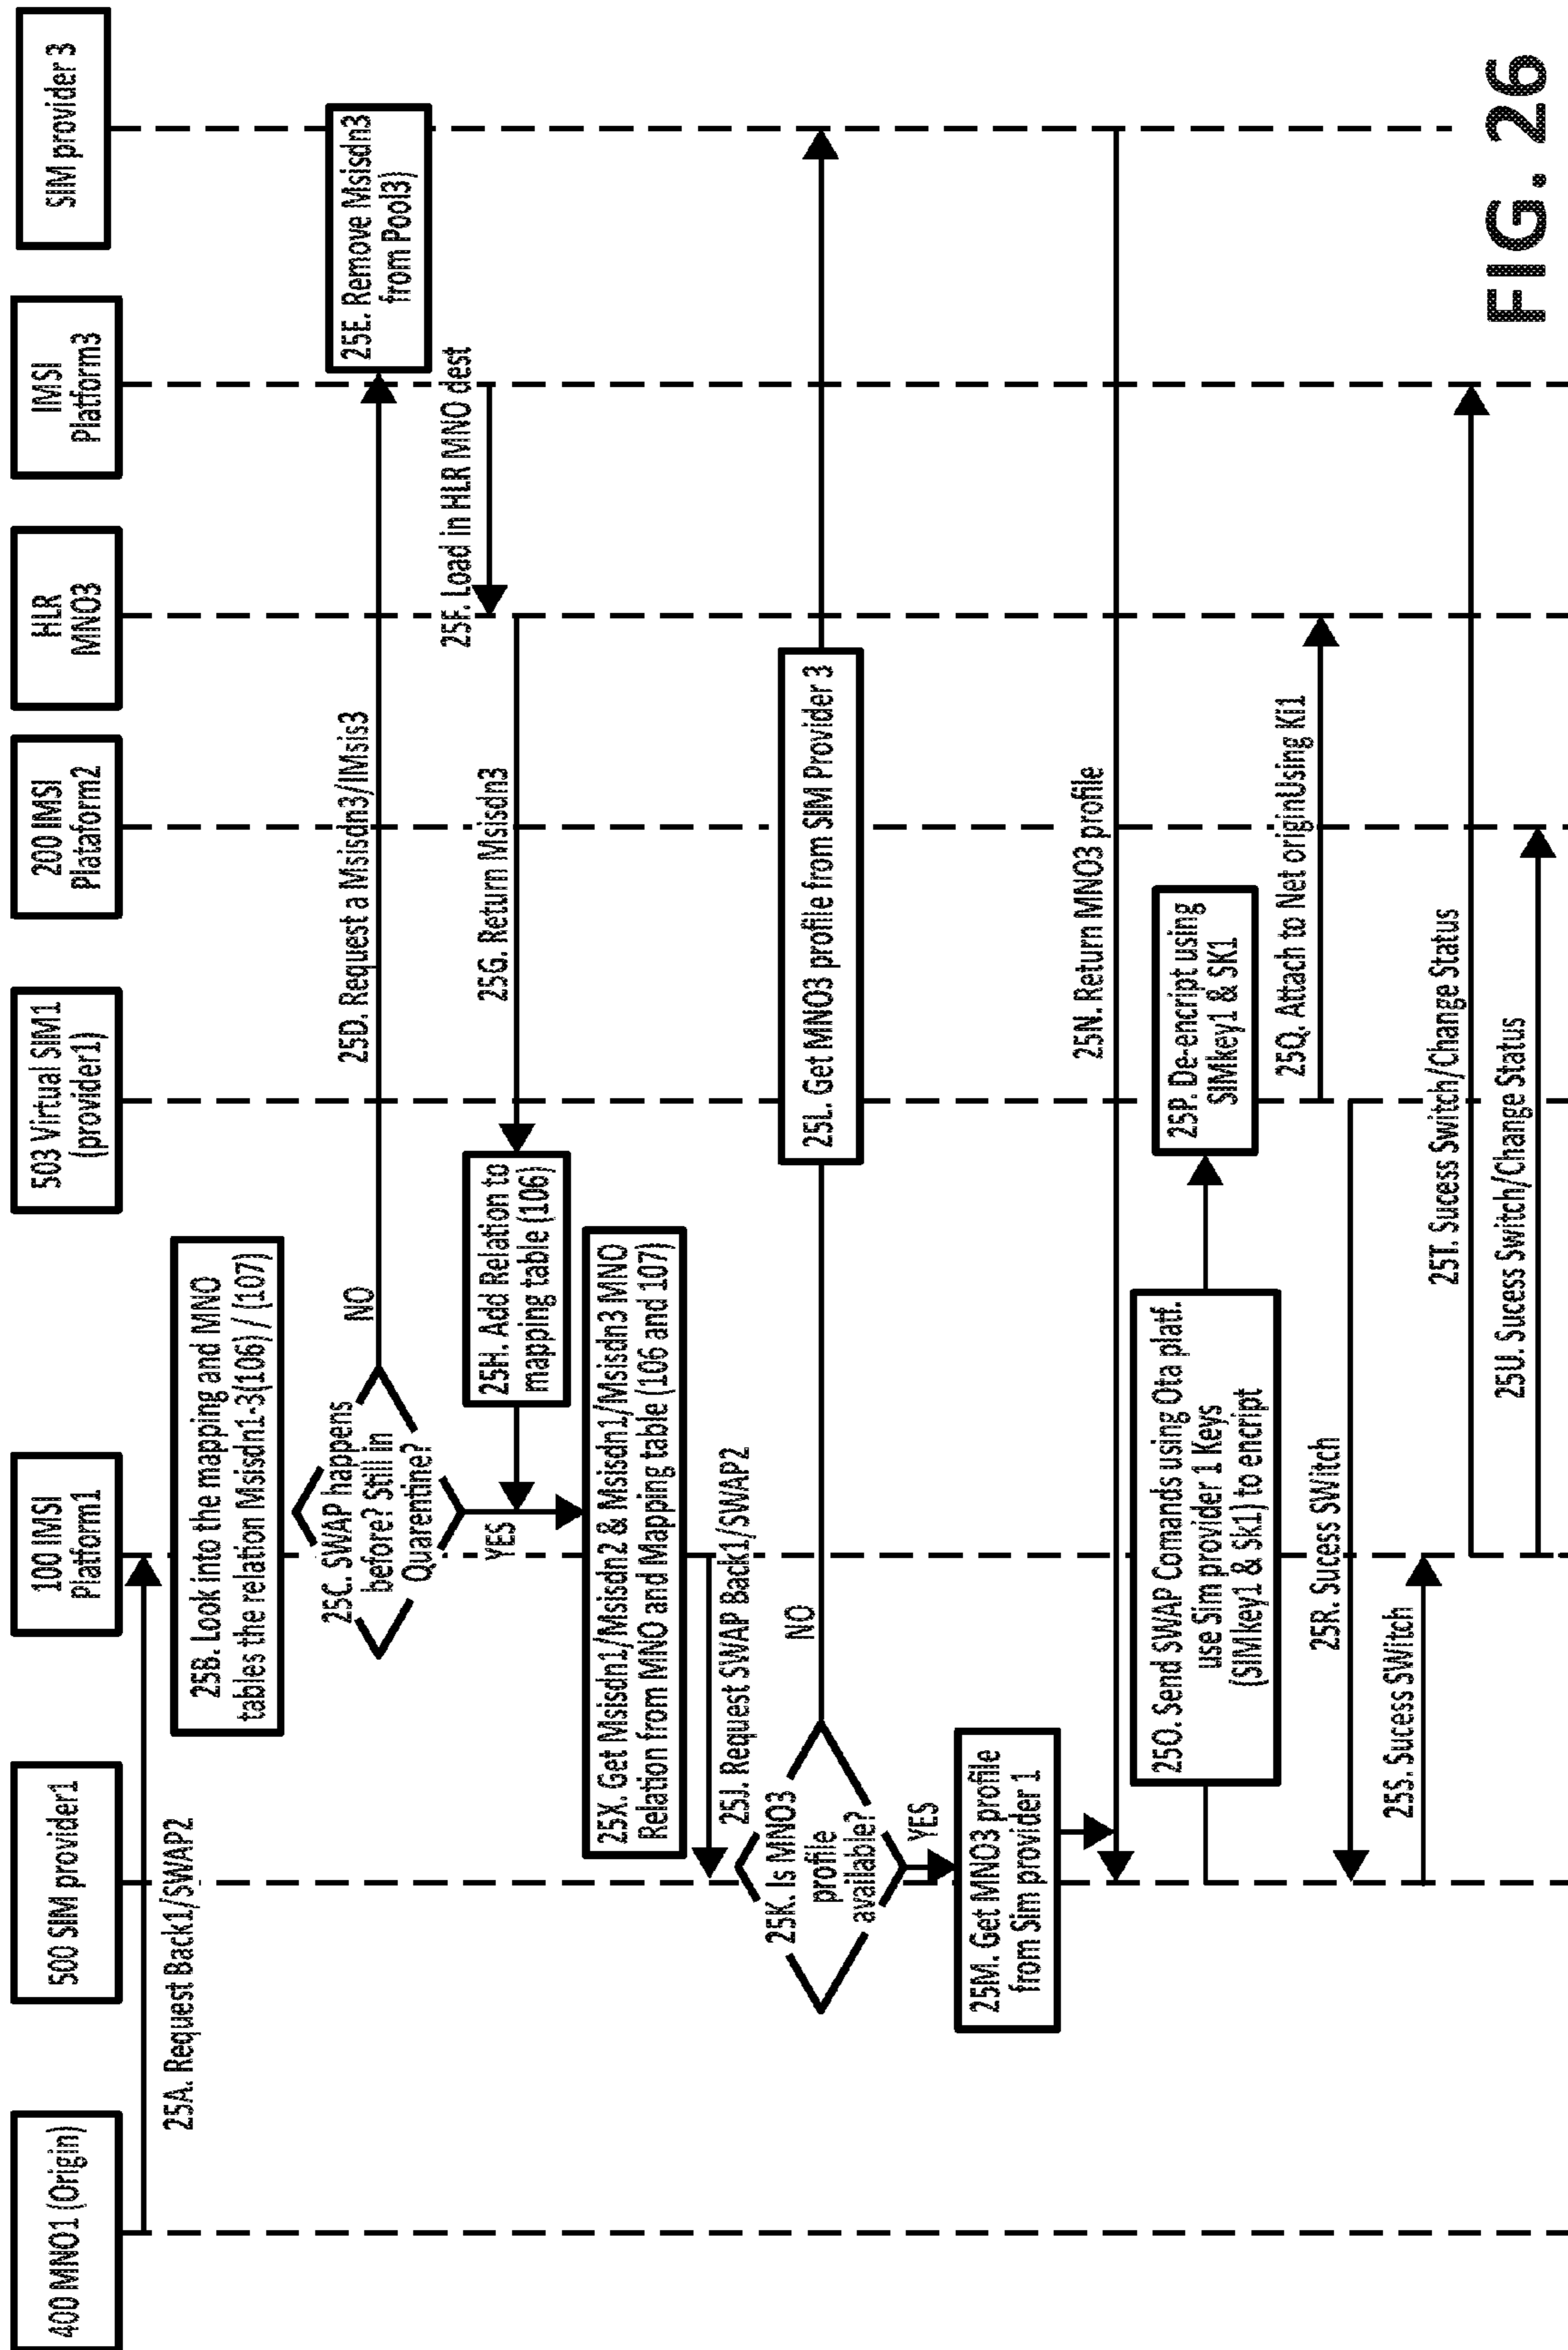 400 MNO1 (Origin)
500 SIM provider1
100 IMSI
Platform1
503 Virtual SIM1
(provider1)
200 IMSI
Plataform2
HLR
MNO3
IMSI
Platform3
SIM provider 3
25A. Request Back1/SWAP2
25B. Look into the mapping and MNO
tables the relation Msisdn1-3(106) / (107)
25C. SWAP happens
before? Still in
Quarentine?
NO
YES
25D. Request a Msisdn3/IMsis3
25E. Remove Msisdn3
from Pool3)
25F. Load in HLR MNO dest
25G. Return Msisdn3
25H. Add Relation to
mapping table (106)
25X. Get Msisdn1/Msisdn2 & Msisdn1/Msisdn3 MNO
Relation from MNO and Mapping table (106 and 107)
25J. Request SWAP Back1/SWAP2
25K. Is MNO3
profile
available?
NO
YES
25L. Get MNO3 profile from SIM Provider 3
25M. Get MNO3 profile
from Sim provider 1
25N. Return MNO3 profile
25O. Send SWAP Comands using Ota platf.
use Sim provider 1 Keys
(SIMkey1 & Sk1) to encript
25P. De-encript using
SIMkey1 & SK1
25Q. Attach to Net originUsing Ki1
25R. Sucess SWitch
25S. Sucess SWitch
25T. Sucess Switch/Change Status
25U. Sucess Switch/Change Status
FIG. 26